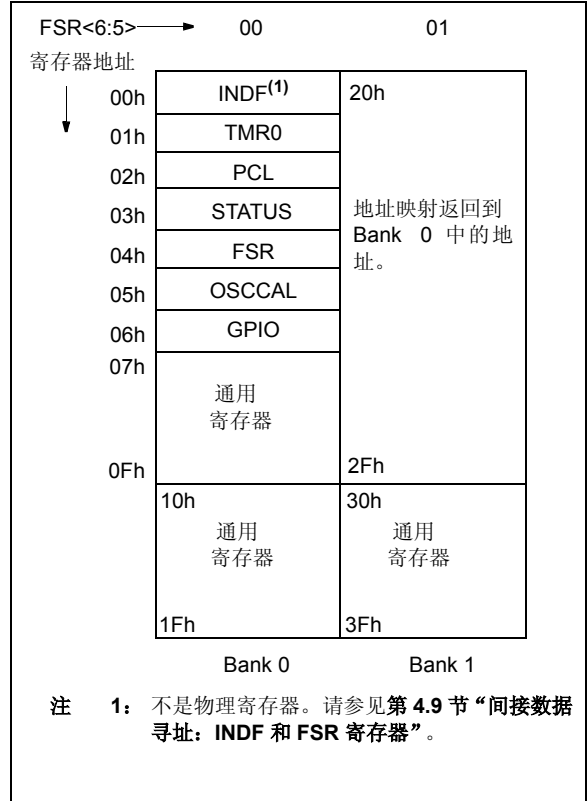 FSR<6:5> 00 01
寄存器地址
00h INDF(1) 20h
01h TMR0
02h PCL
03h STATUS 地址映射返回到
04h FSR Bank 0 中的地
址。
05h OSCCAL
06h GPIO
07h
通用
寄存器
0Fh 2Fh
10h 30h
通用 通用
寄存器 寄存器
1Fh 3Fh
Bank 0 Bank 1
注 1： 不是物理寄存器。请参见第 4.9 节“间接数据
寻址：INDF 和 FSR 寄存器”。